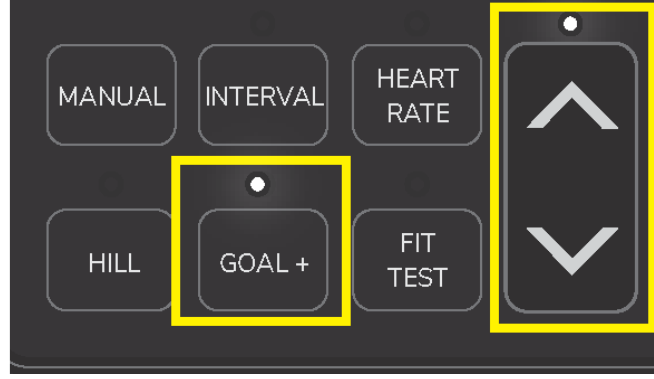 MANUAL
INTERVAL
HEART
RATE
HILL
GOAL +
FIT
TEST